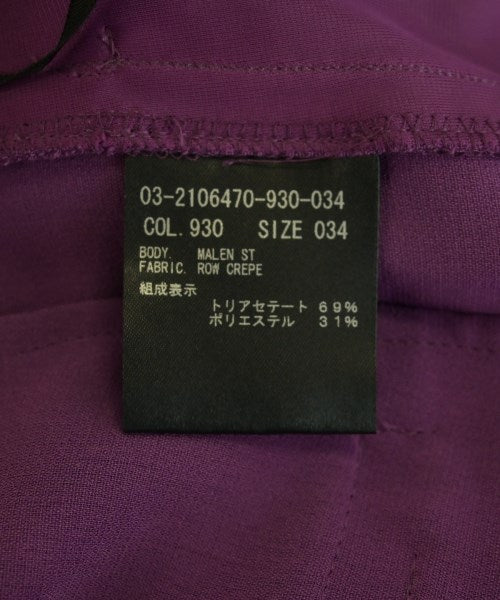 03-2106470-930-034
COL. 930 SIZE 034
BODY. MALEN ST
FABRIC. ROW CREPE
組成表示
トリアセテート 69%
ポリエステル 31%